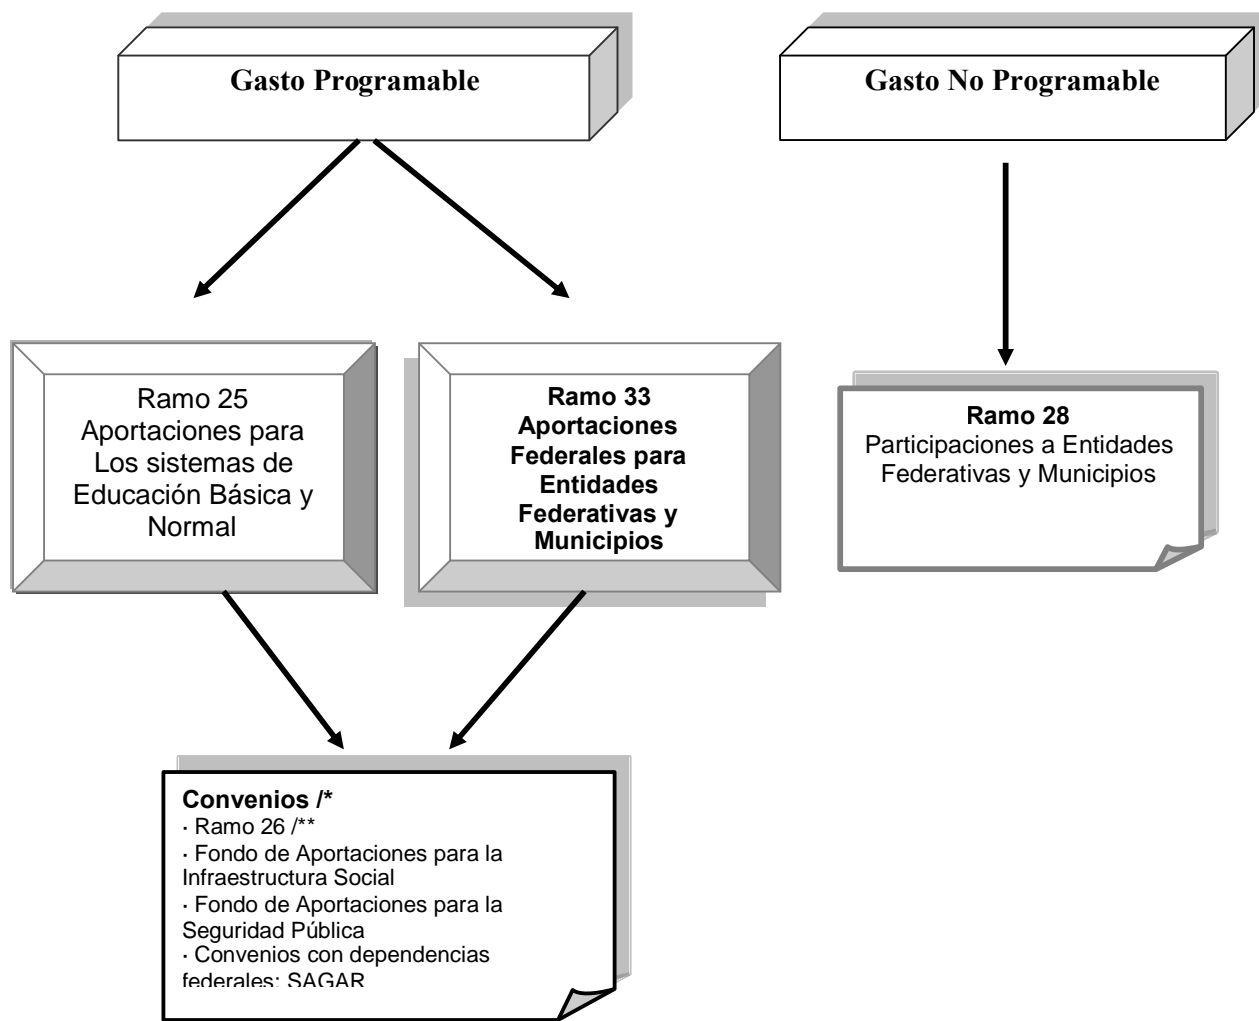 Gasto Programable
Gasto No Programable
Ramo 25
Aportaciones para
Los sistemas de
Educación Básica y
Normal
Ramo 33
Aportaciones
Federales para
Entidades
Federativas y
Municipios
Ramo 28
Participaciones a Entidades
Federativas y Municipios
Convenios /*
· Ramo 26 /**
· Fondo de Aportaciones para la
Infraestructura Social
· Fondo de Aportaciones para la
Seguridad Pública
· Convenios con dependencias
federales: SAGAR